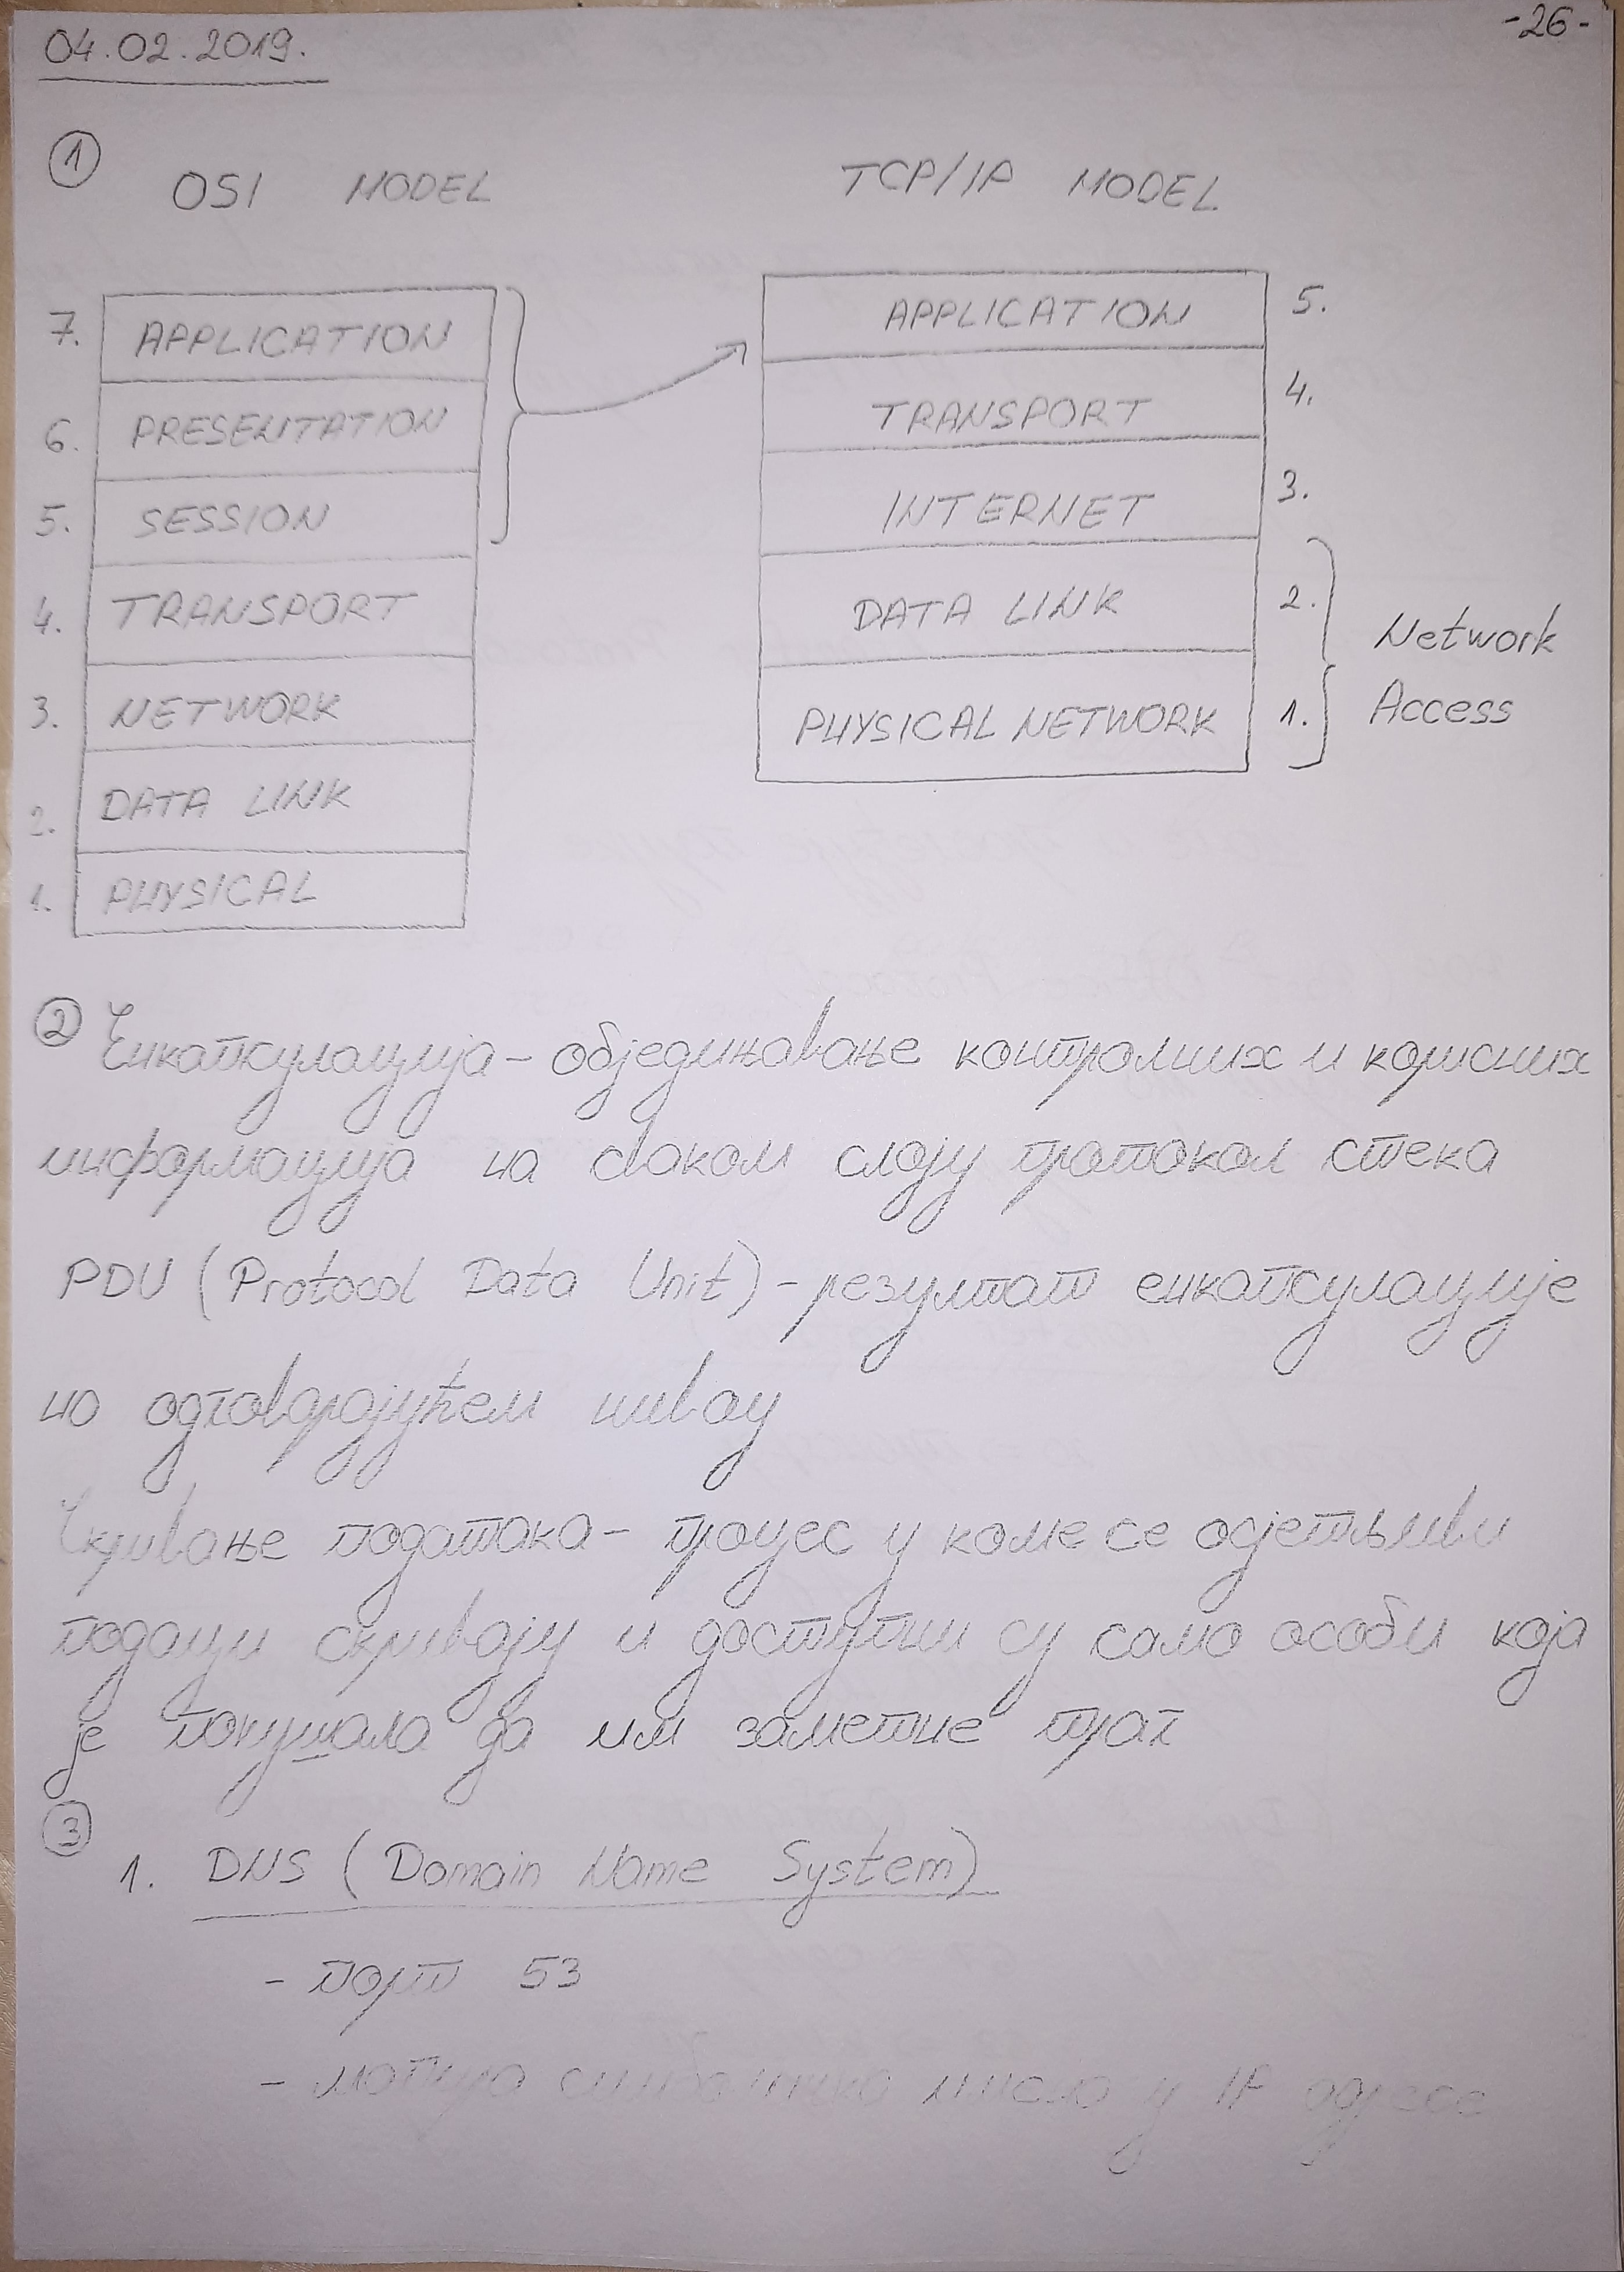 -26-
04.02.2019.
1
OSI MODEL
TCP/IP MODEL
7. APPLICATION
6. PRESENTATION
5. SESSION
4. TRANSPORT
3. NETWORK
2. DATA LINK
1. PHYSICAL
APPLICATION 5.
TRANSPORT 4.
INTERNET 3.
DATA LINK 2.
PHYSICAL NETWORK 1.
Network
Access
2 Енкапсулација - обједињавање контролних и корисних
информација на сваком слоју протокол стека
PDU (Protocol Data Unit) - резултат енкапсулације
на одговарајућем нивоу
Скривање података - процес у коме се осјетљиви
подаци скривају и доступни су само особи која
је покушала да им заметне траг
3
1. DNS (Domain Name System)
- порт 53
- мапира у IP адресе